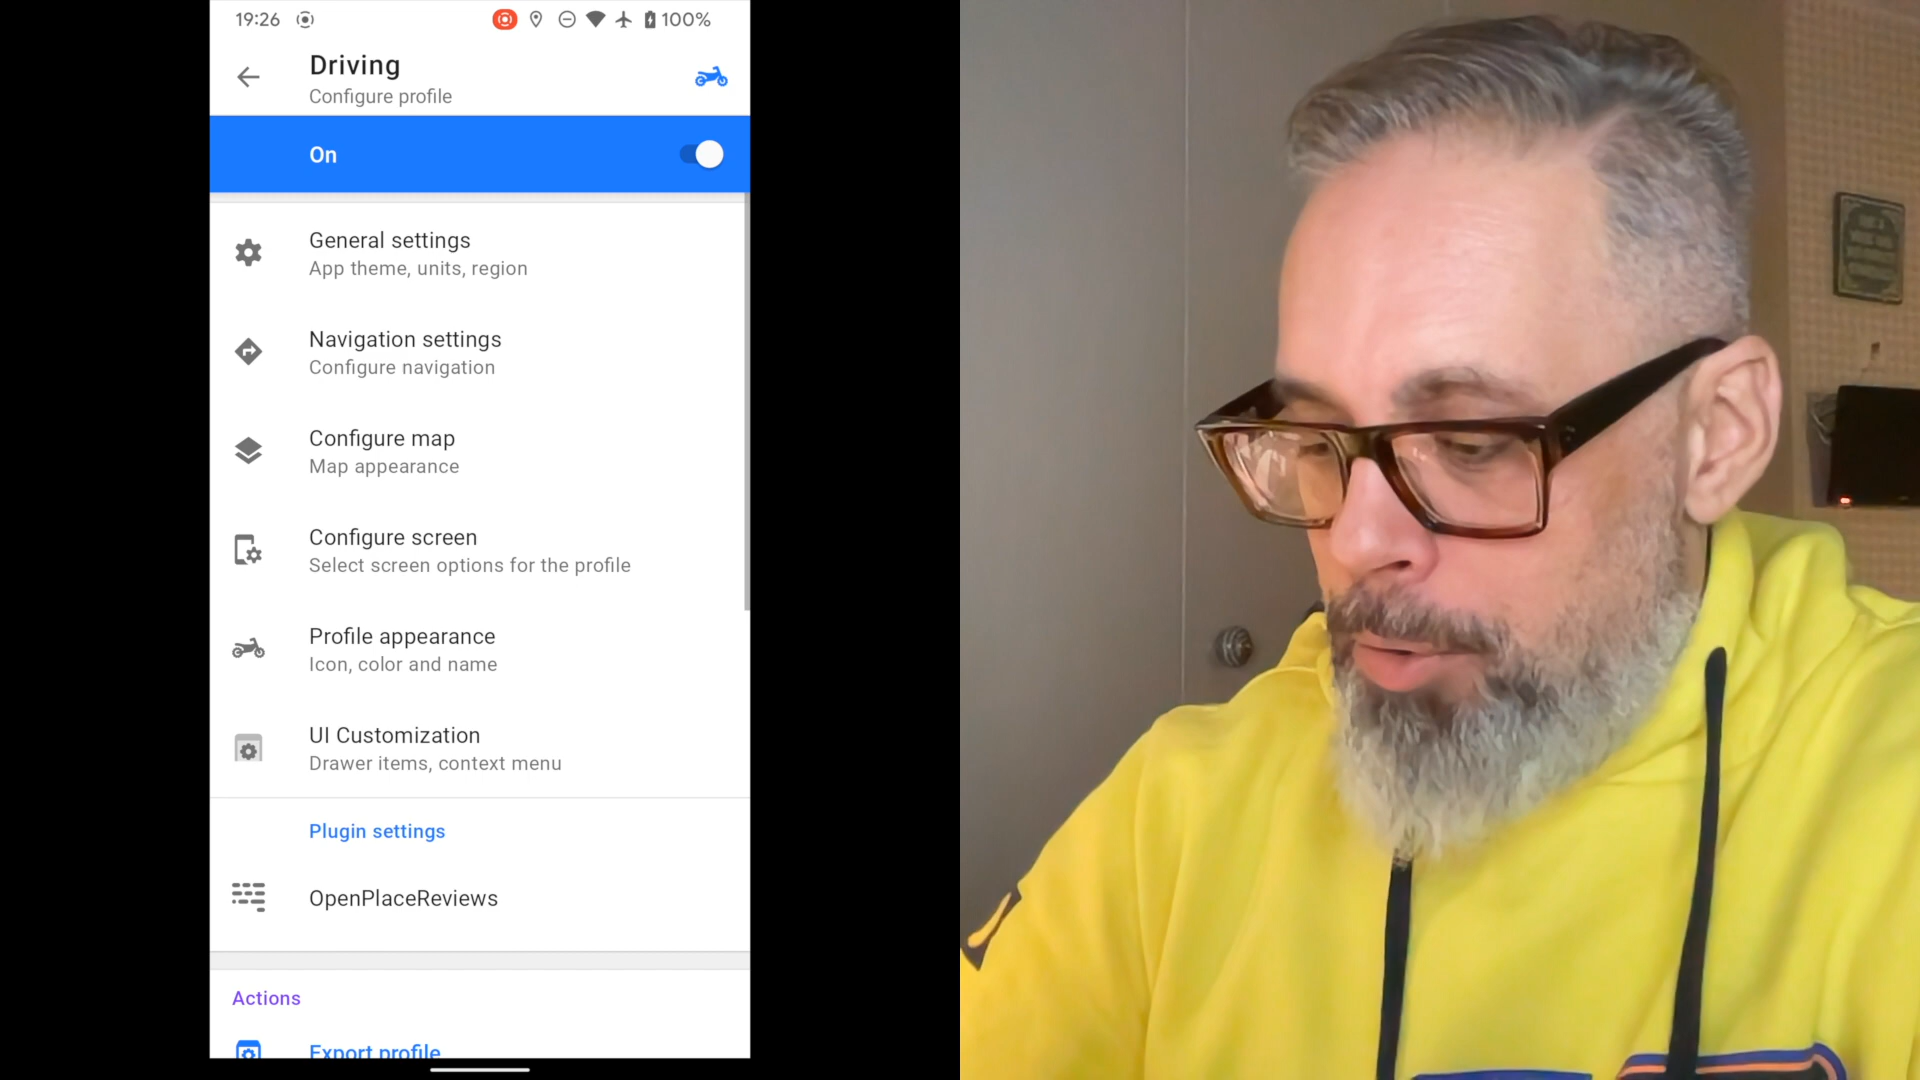 19:26
100%
Driving
Configure profile
On
General settings
App theme, units, region
Navigation settings
Configure navigation
Configure map
Map appearance
Configure screen
Select screen options for the profile
Profile appearance
Icon, color and name
UI Customization
Drawer items, context menu
Plugin settings
OpenPlaceReviews
Actions
Export profile